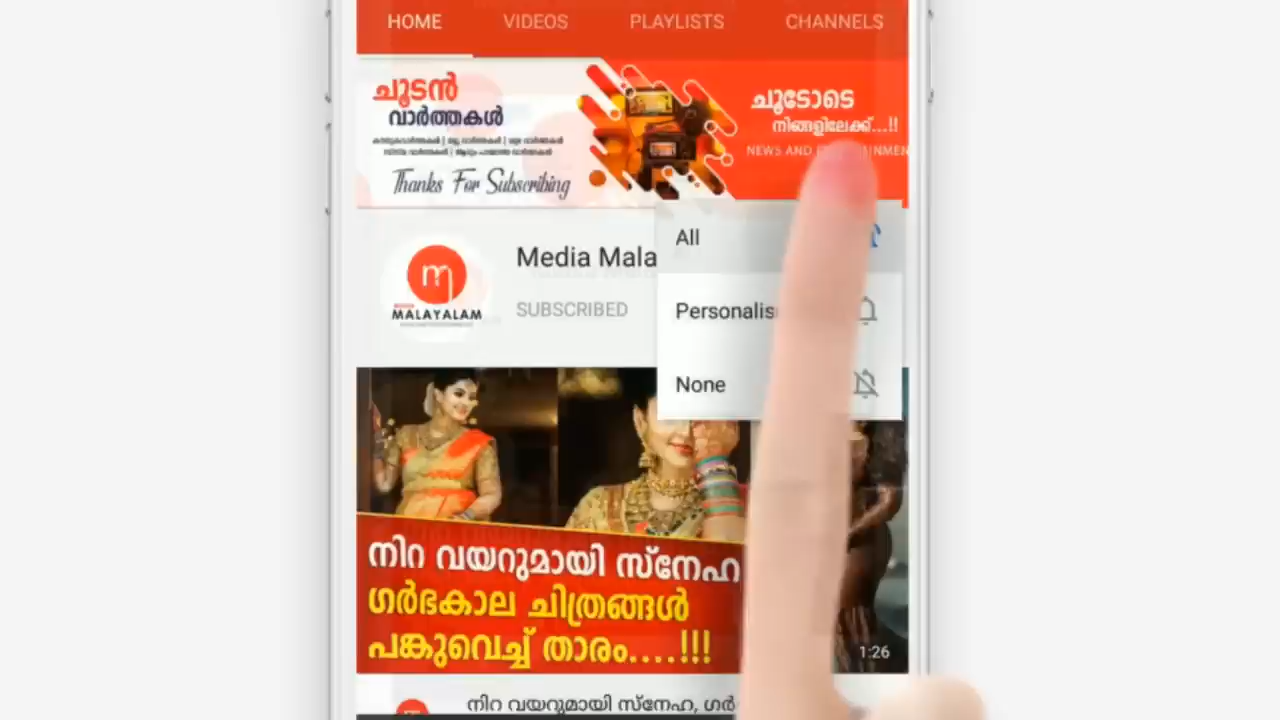 HOME VIDEOS PLAYLISTS CHANNELS
ചൂടൻ
വാർത്തകൾ
Thanks For Subscribing
ചൂടോടെ
നിങ്ങളിലേക്ക്...!!
NEWS AND
All
Media Mala
SUBSCRIBED
MALAYALAM
Personalis
None
നിറ വയറുമായി സ്നേഹ
ഗർഭകാല ചിത്രങ്ങൾ
പങ്കുവെച്ച് താരം....!!!
1:26
നിറ വയറുമായി സ്നേഹ, ഗർ